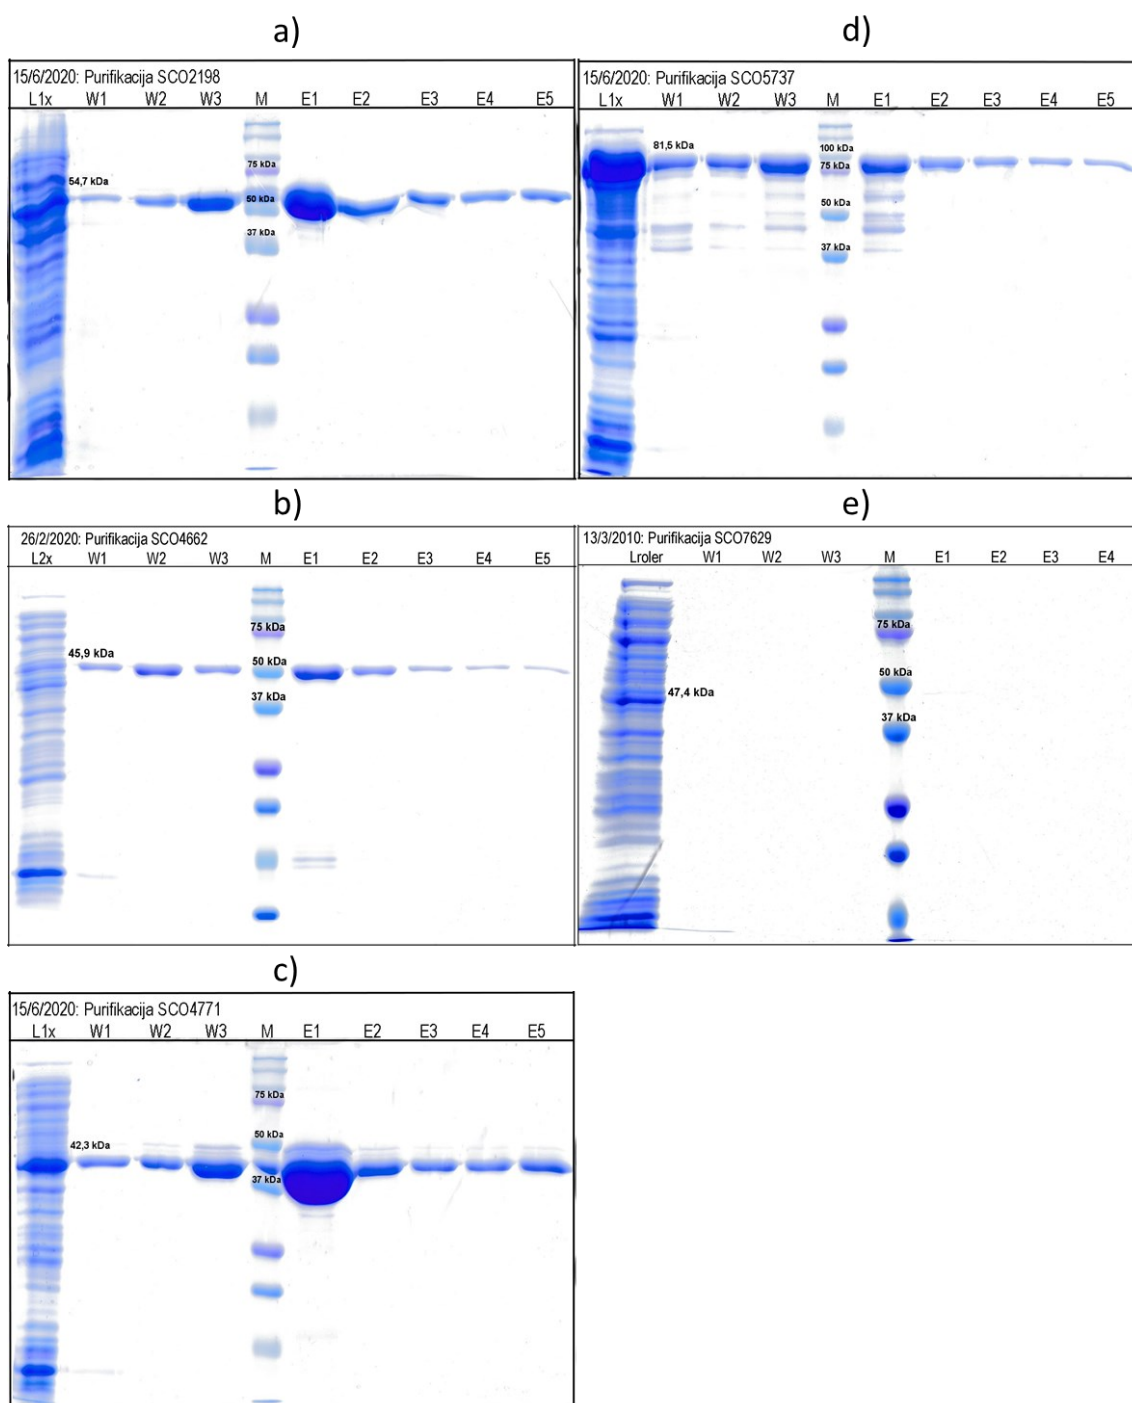 a)
15/6/2020: Purifikacija SCO2198
L1x W1 W2 W3 M E1 E2 E3 E4 E5
75 kDa
54,7 kDa
50 kDa
37 kDa
b)
26/2/2020: Purifikacija SCO4662
L2x W1 W2 W3 M E1 E2 E3 E4 E5
75 kDa
45,9 kDa
50 kDa
37 kDa
c)
15/6/2020: Purifikacija SCO4771
L1x W1 W2 W3 M E1 E2 E3 E4 E5
75 kDa
50 kDa
42,3 kDa
37 kDa
d)
15/6/2020: Purifikacija SCO5737
L1x W1 W2 W3 M E1 E2 E3 E4 E5
81,5 kDa
100 kDa
75 kDa
50 kDa
37 kDa
e)
13/3/2010: Purifikacija SCO7629
Lroler W1 W2 W3 M E1 E2 E3 E4
75 kDa
50 kDa
47,4 kDa
37 kDa